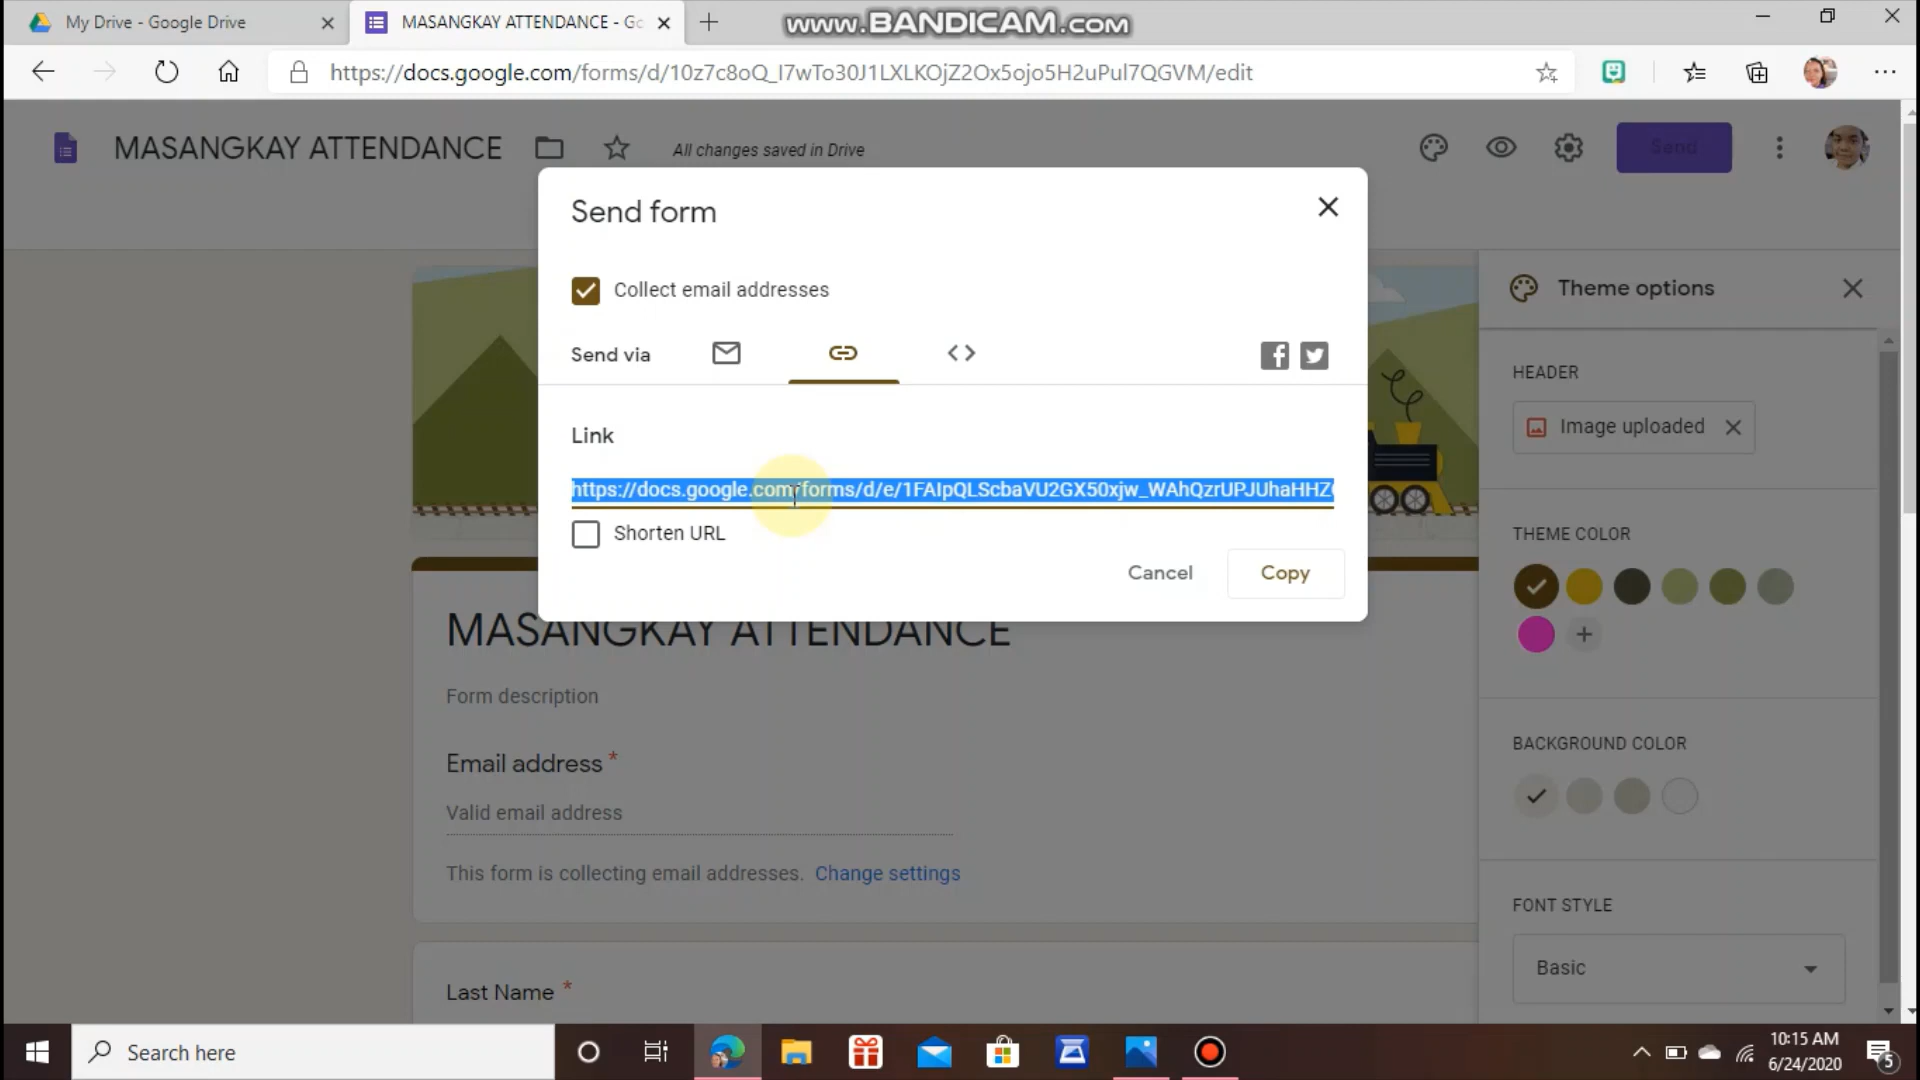 My Drive - Google Drive
MASANGKAY ATTENDANCE - Go
www.BANDICAM.com
https://docs.google.com/forms/d/10z7c8oQ_I7wTo30J1LXLKOjZ2Ox5ojo5H2uPul7QGVM/edit
MASANGKAY ATTENDANCE
All changes saved in Drive
Send
Send form
Collect email addresses
Send via
Link
https://docs.google.com/forms/d/e/1FAIpQLScbaVU2GX50xjw_WAhQzrUPJUhaHHZ
Shorten URL
Cancel
Copy
Theme options
HEADER
Image uploaded
THEME COLOR
BACKGROUND COLOR
FONT STYLE
Basic
MASANGKAY ATTENDANCE
Form description
Email address *
Valid email address
This form is collecting email addresses. Change settings
Last Name *
Search here
10:15 AM
6/24/2020
5